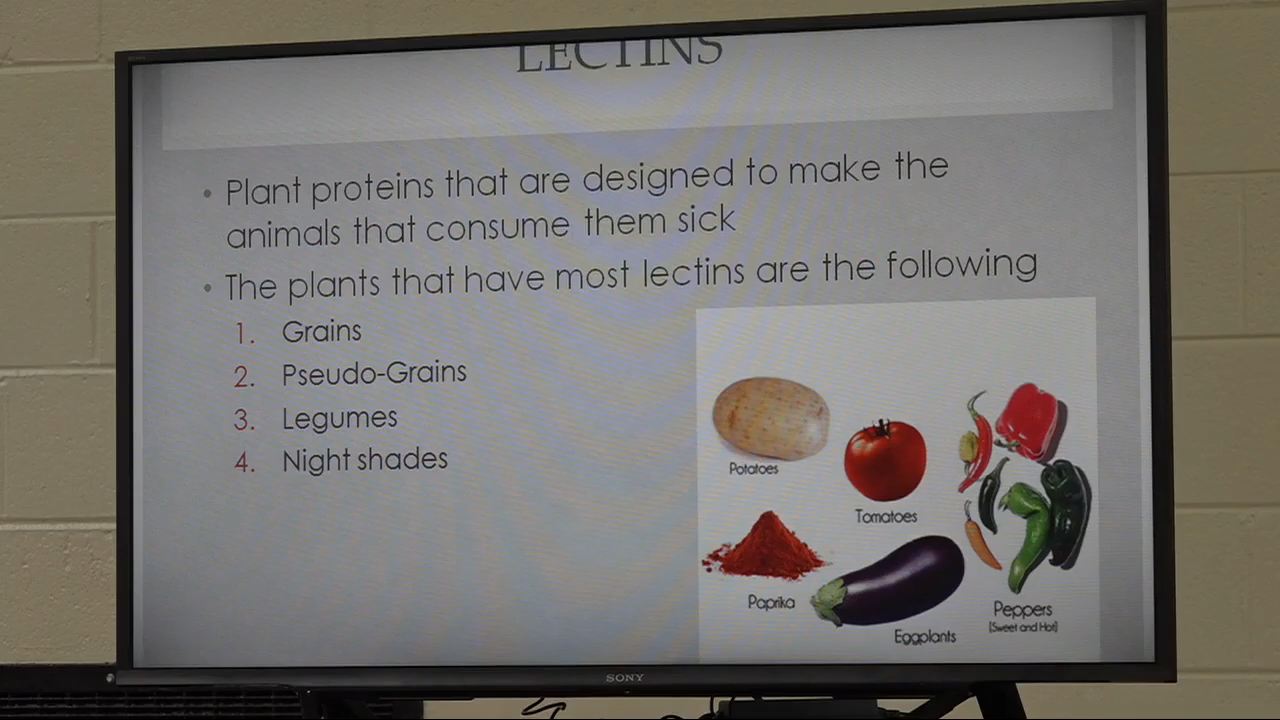 LECTINS
• Plant proteins that are designed to make the
animals that consume them sick
• The plants that have most lectins are the following
1. Grains
2. Pseudo-Grains
3. Legumes
4. Night shades
Potatoes
Tomatoes
Paprika
Eggplants
Peppers
(Sweet and Hot)
SONY